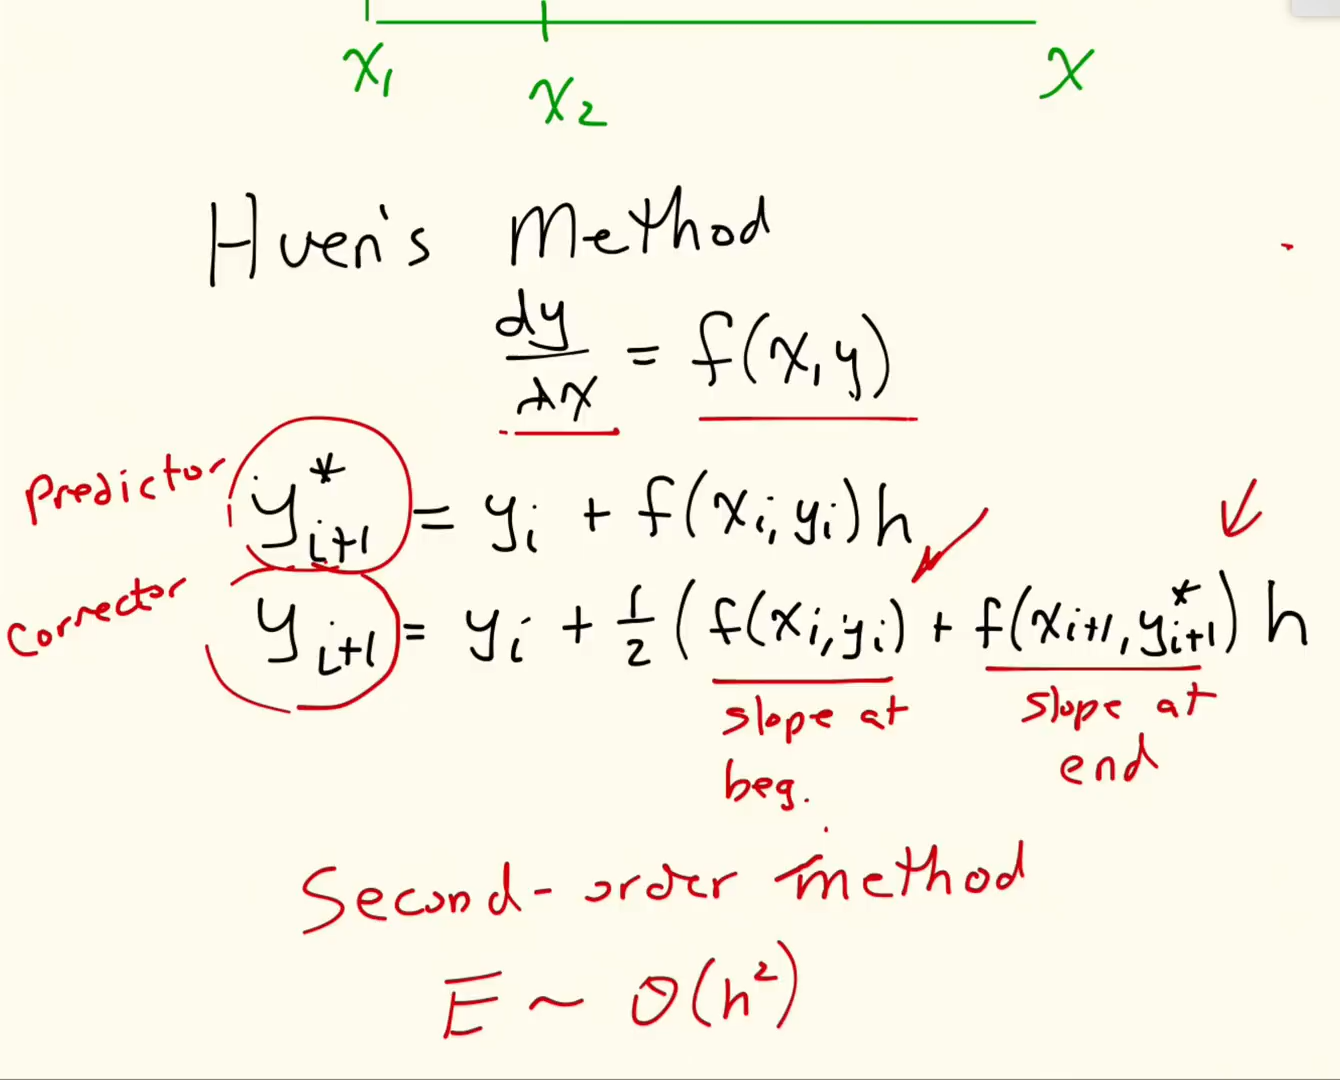 x₁ x₂ x
Huen's Method
dy/dx = f(x,y)
Predictor y*ᵢ₊₁ = yᵢ + f(xᵢ,yᵢ)h
Corrector yᵢ₊₁ = yᵢ + 1/2 (f(xᵢ,yᵢ) + f(xᵢ₊₁,y*ᵢ₊₁) h
slope at beg.
slope at end
Second-order method
E ~ O(h²)